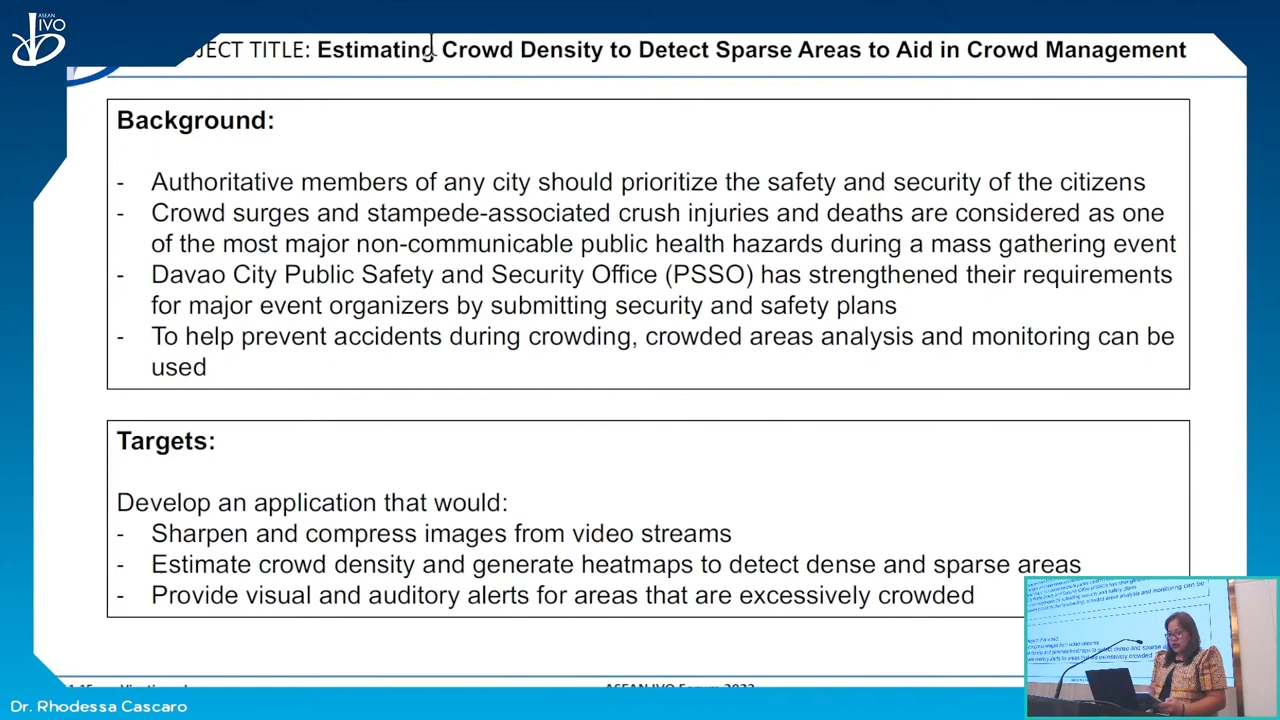 ASEAN
IVO
JECT TITLE: Estimating Crowd Density to Detect Sparse Areas to Aid in Crowd Management
Background:
- Authoritative members of any city should prioritize the safety and security of the citizens
- Crowd surges and stampede-associated crush injuries and deaths are considered as one
of the most major non-communicable public health hazards during a mass gathering event
- Davao City Public Safety and Security Office (PSSO) has strengthened their requirements
for major event organizers by submitting security and safety plans
- To help prevent accidents during crowding, crowded areas analysis and monitoring can be
used
Targets:
Develop an application that would:
- Sharpen and compress images from video streams
- Estimate crowd density and generate heatmaps to detect dense and sparse areas
- Provide visual and auditory alerts for areas that are excessively crowded
ASEAN IVO Forum 2023
Dr. Rhodessa Cascaro